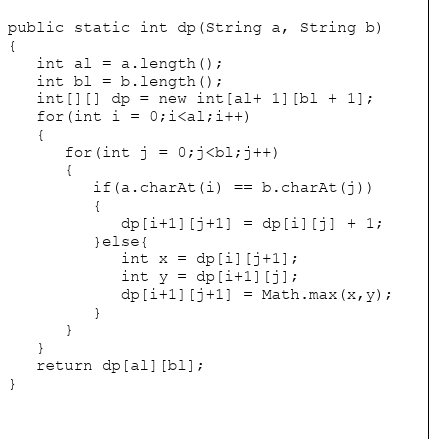 public static int dp(String a, String b)
{
   int al = a.length();
   int bl = b.length();
   int[][] dp = new int[al+ 1][bl + 1];
   for(int i = 0;i<al;i++)
   {
      for(int j = 0;j<bl;j++)
      {
         if(a.charAt(i) == b.charAt(j))
         {
            dp[i+1][j+1] = dp[i][j] + 1;
         }else{
            int x = dp[i][j+1];
            int y = dp[i+1][j];
            dp[i+1][j+1] = Math.max(x,y);
         }
      }
   }
   return dp[al][bl];
}